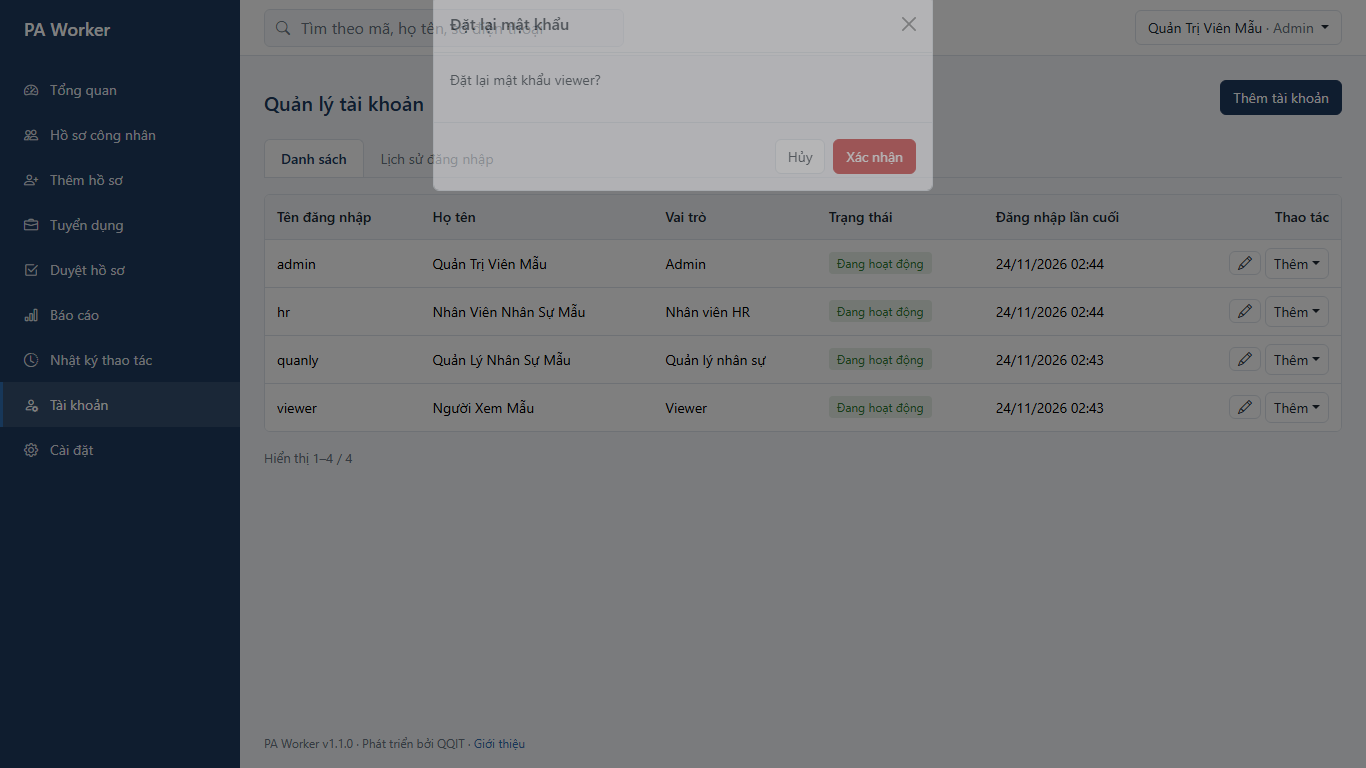 PA Worker
Tổng quan
Hồ sơ công nhân
Thêm hồ sơ
Tuyển dụng
Duyệt hồ sơ
Báo cáo
Nhật ký thao tác
Tài khoản
Cài đặt
Tìm theo mã, họ tên, số điện thoại
Quản Trị Viên Mẫu · Admin
Đặt lại mật khẩu
Đặt lại mật khẩu viewer?
Hủy
Xác nhận
Quản lý tài khoản
Thêm tài khoản
Danh sách
Lịch sử đăng nhập
Tên đăng nhập Họ tên Vai trò Trạng thái Đăng nhập lần cuối Thao tác
admin Quản Trị Viên Mẫu Admin Đang hoạt động 24/11/2026 02:44 Thêm
hr Nhân Viên Nhân Sự Mẫu Nhân viên HR Đang hoạt động 24/11/2026 02:44 Thêm
quanly Quản Lý Nhân Sự Mẫu Quản lý nhân sự Đang hoạt động 24/11/2026 02:43 Thêm
viewer Người Xem Mẫu Viewer Đang hoạt động 24/11/2026 02:43 Thêm
Hiển thị 1–4 / 4
PA Worker v1.1.0 · Phát triển bởi QQIT · Giới thiệu